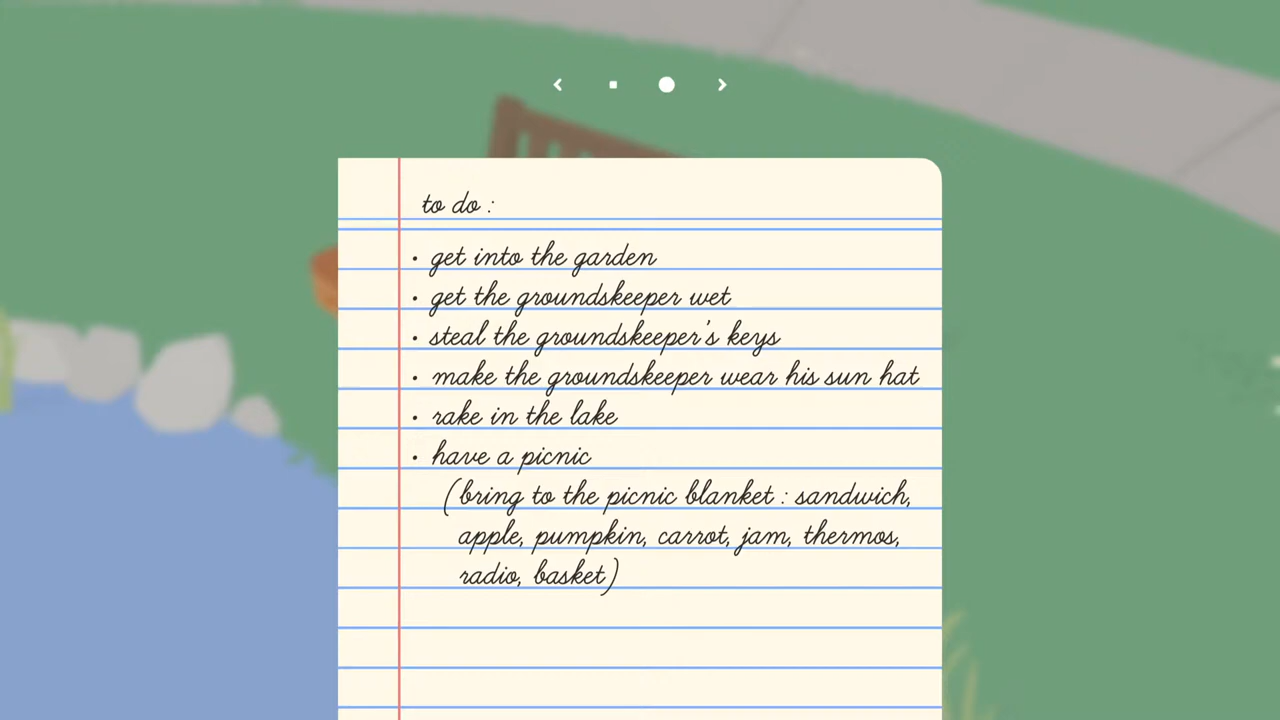 to do :
• get into the garden
• get the groundskeeper wet
• steal the groundskeeper's keys
• make the groundskeeper wear his sun hat
• rake in the lake
• have a picnic
(bring to the picnic blanket : sandwich,
apple, pumpkin, carrot, jam, thermos,
radio, basket)